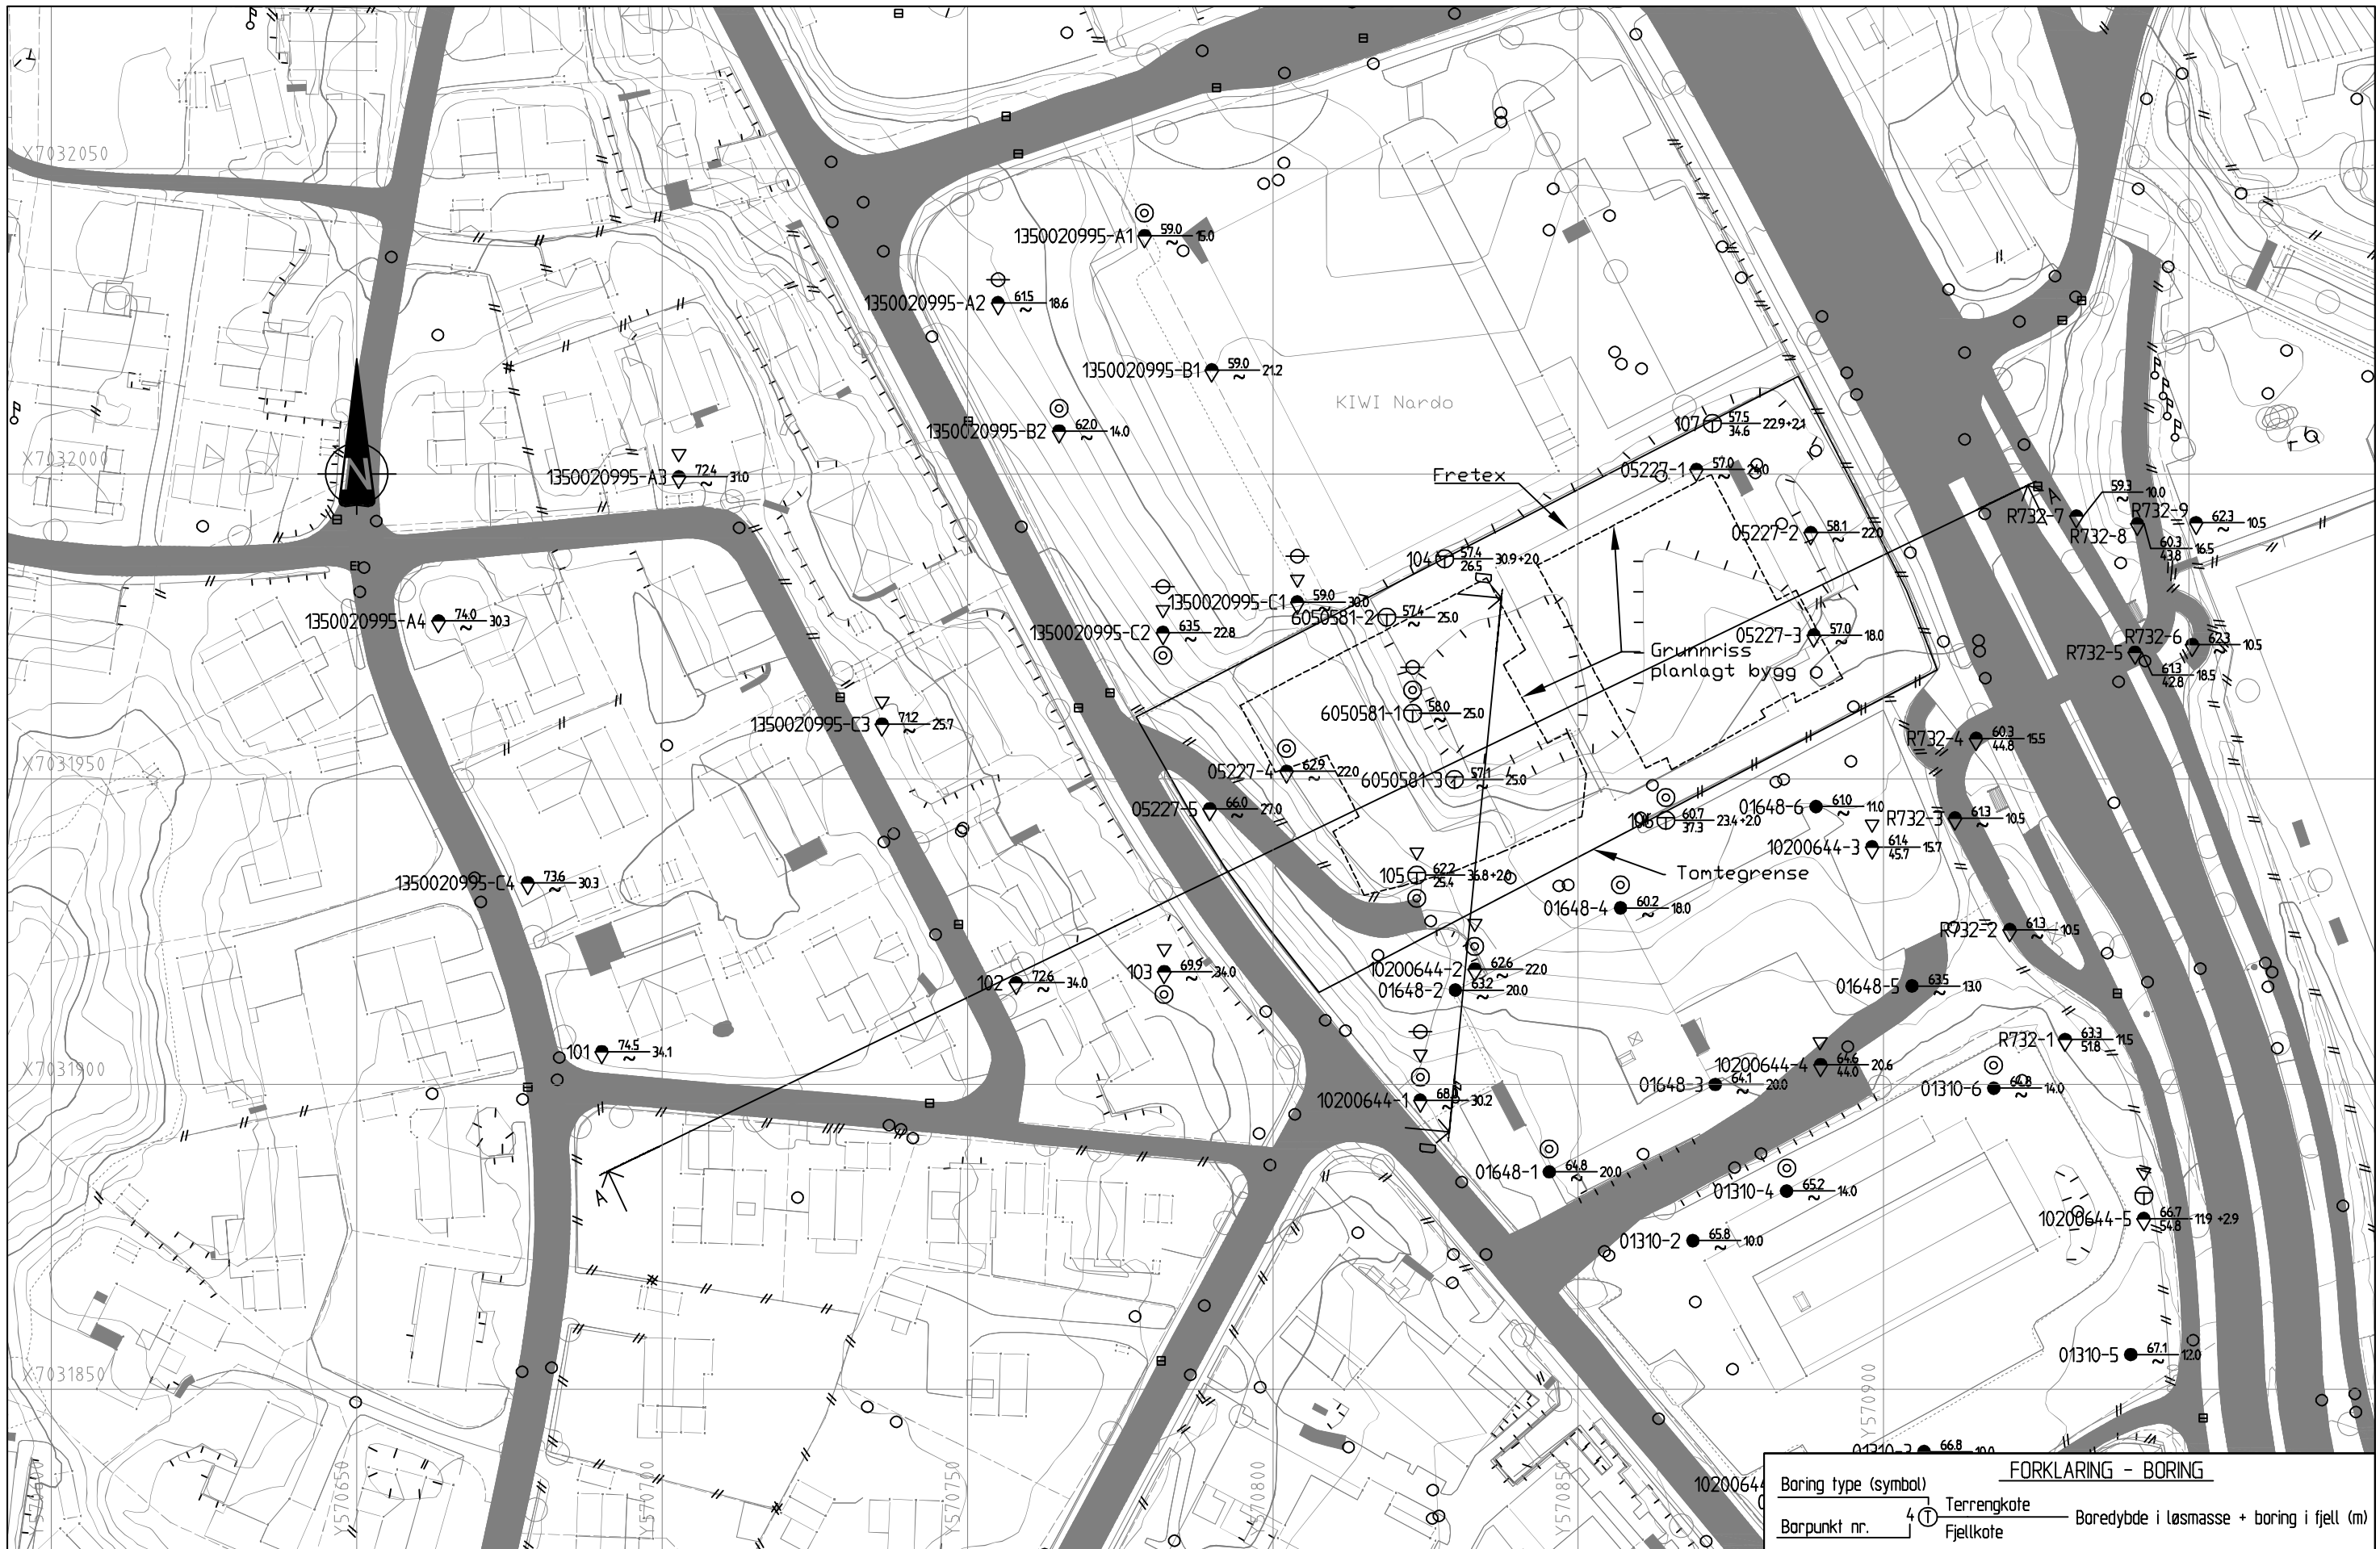 X7032050
1350020995-A1 59.0 ~ 15.0
1350020995-A2 61.5 ~ 18.6
1350020995-B1 59.0 ~ 21.2
KIWI Nardo
1350020995-B2 62.0 ~ 14.0
107 57.5 34.6 22.9+2.1
X7032000
N
1350020995-A3 72.4 ~ 31.0
Fretex
05227-1 57.0 ~ 24.0
A
R732-7 59.3 ~ 10.0
R732-8 60.3 43.8 16.5
R732-9 62.3 ~ 10.5
05227-2 58.1 ~ 22.0
104 57.4 26.5 30.9+2.0
1350020995-C1 59.0 ~ 30.0
6050581-2 57.4 ~ 25.0
1350020995-A4 74.0 ~ 30.3
1350020995-C2 63.5 ~ 22.8
05227-3 57.0 ~ 18.0
R732-6 62.3 ~ 10.5
R732-5 61.3 42.8 18.5
Grunnriss
planlagt bygg
6050581-1 58.0 ~ 25.0
1350020995-C3 71.2 ~ 25.7
R732-4 60.3 44.8 15.5
X7031950
05227-4 62.9 ~ 22.0
6050581-3 57.1 ~ 25.0
05227-5 66.0 ~ 27.0
01648-6 61.0 ~ 11.0
106 60.7 37.3 23.4+2.0
R732-3 61.3 ~ 10.5
10200644-3 61.4 45.7 15.7
Tomtegrense
105 62.2 25.4 36.8+2.0
1350020995-C4 73.6 ~ 30.3
01648-4 60.2 ~ 18.0
R732-2 61.3 ~ 10.5
103 69.9 ~ 34.0
10200644-2 62.6 ~ 22.0
102 72.6 ~ 34.0
01648-2 63.2 ~ 20.0
01648-5 63.5 ~ 13.0
R732-1 63.3 51.8 11.5
101 74.5 ~ 34.1
10200644-4 64.6 44.0 20.6
X7031900
01648-3 64.1 ~ 20.0
01310-6 64.8 ~ 14.0
10200644-1 ~ 30.2
01648-1 64.8 ~ 20.0
A
01310-4 65.2 ~ 14.0
10200644-5 66.7 54.8 11.9 +2.9
01310-2 65.8 ~ 10.0
01310-5 67.1 ~ 12.0
X7031850
01310-3 66.8 10.0
1020064
Y570600
Y570650
Y570700
Y570750
Y570800
Y570850
Y570900
FORKLARING - BORING
Boring type (symbol)
Borpunkt nr. 4 T
Terrengkote
Fjellkote
Boredybde i løsmasse + boring i fjell (m)